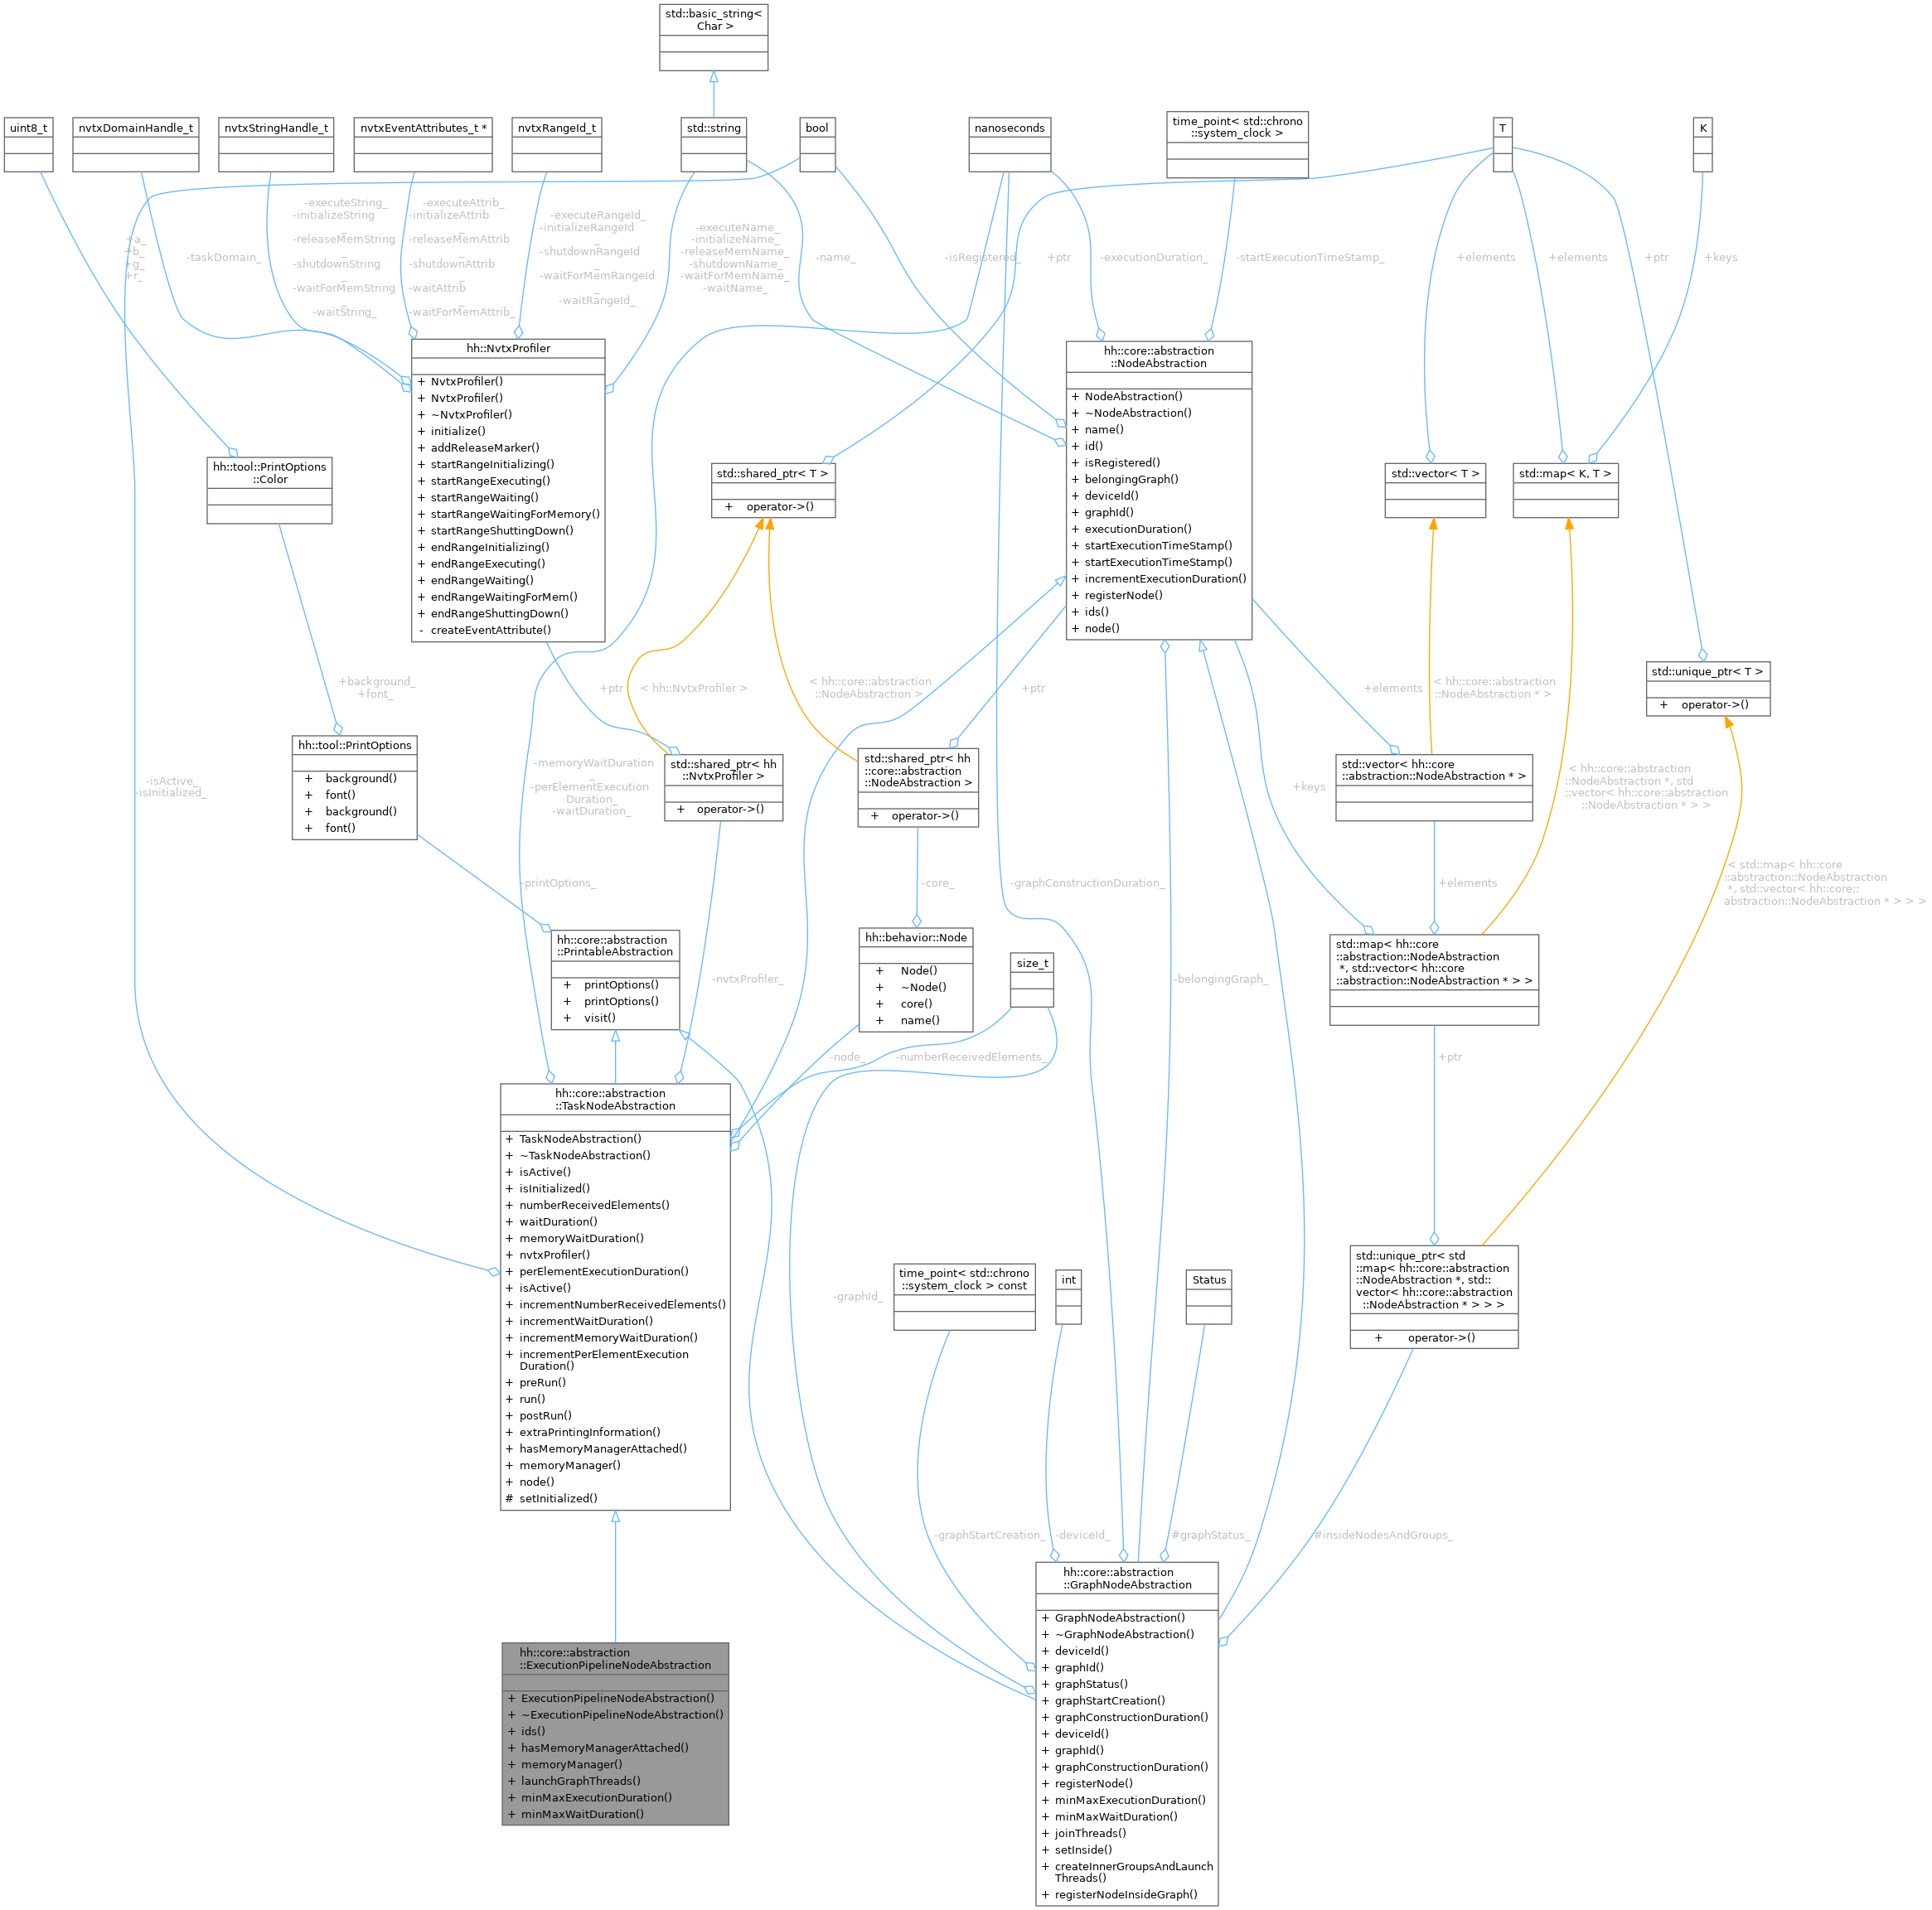 std::basic_string<
Char >
uint8_t
nvtxDomainHandle_t
nvtxStringHandle_t
nvtxEventAttributes_t *
nvtxRangeId_t
std::string
bool
nanoseconds
time_point< std::chrono
::system_clock >
T
K
+a_
+b_
+g_
+r_
-taskDomain_
-executeString_
-initializeString
_
-releaseMemString
_
-shutdownString
_
-waitForMemString
_
-waitString_
-executeAttrib_
-initializeAttrib
_
-releaseMemAttrib
_
-shutdownAttrib
_
-waitAttrib
_
-waitForMemAttrib_
-executeRangeId_
-initializeRangeId
_
-shutdownRangeId
_
-waitForMemRangeId
_
-waitRangeId_
-executeName_
-initializeName_
-releaseMemName_
-shutdownName_
-waitForMemName_
-waitName_
-name_
-isRegistered_
+ptr
-executionDuration_
-startExecutionTimeStamp_
+elements
+elements
+ptr
+keys
hh::NvtxProfiler
+ NvtxProfiler()
+ NvtxProfiler()
+ ~NvtxProfiler()
+ initialize()
+ addReleaseMarker()
+ startRangeInitializing()
+ startRangeExecuting()
+ startRangeWaiting()
+ startRangeWaitingForMemory()
+ startRangeShuttingDown()
+ endRangeInitializing()
+ endRangeExecuting()
+ endRangeWaiting()
+ endRangeWaitingForMem()
+ endRangeShuttingDown()
- createEventAttribute()
hh::core::abstraction
::NodeAbstraction
+ NodeAbstraction()
+ ~NodeAbstraction()
+ name()
+ id()
+ isRegistered()
+ belongingGraph()
+ deviceId()
+ graphId()
+ executionDuration()
+ startExecutionTimeStamp()
+ startExecutionTimeStamp()
+ incrementExecutionDuration()
+ registerNode()
+ ids()
+ node()
hh::tool::PrintOptions
::Color
std::shared_ptr< T >
+ operator->()
std::vector< T >
std::map< K, T >
std::unique_ptr< T >
+ operator->()
+background_
+font_
+ptr
< hh::NvtxProfiler >
< hh::core::abstraction
::NodeAbstraction >
+ptr
+elements
< hh::core::abstraction
::NodeAbstraction * >
hh::tool::PrintOptions
+ background()
+ font()
+ background()
+ font()
-isActive_
-isInitialized_
-memoryWaitDuration
_
-perElementExecution
Duration_
-waitDuration_
std::shared_ptr< hh
::NvtxProfiler >
+ operator->()
std::shared_ptr< hh
::core::abstraction
::NodeAbstraction >
+ operator->()
+keys
std::vector< hh::core
::abstraction::NodeAbstraction * >
< hh::core::abstraction
::NodeAbstraction *, std
::vector< hh::core::abstraction
::NodeAbstraction * > >
-printOptions_
-core_
-graphConstructionDuration_
+elements
< std::map< hh::core
::abstraction::NodeAbstraction
*, std::vector< hh::core::
abstraction::NodeAbstraction * > > >
hh::core::abstraction
::PrintableAbstraction
+ printOptions()
+ printOptions()
+ visit()
-nvtxProfiler_
hh::behavior::Node
+ Node()
+ ~Node()
+ core()
+ name()
size_t
-belongingGraph_
std::map< hh::core
::abstraction::NodeAbstraction
*, std::vector< hh::core
::abstraction::NodeAbstraction * > >
-node_
-numberReceivedElements_
+ptr
hh::core::abstraction
::TaskNodeAbstraction
+ TaskNodeAbstraction()
+ ~TaskNodeAbstraction()
+ isActive()
+ isInitialized()
+ numberReceivedElements()
+ waitDuration()
+ memoryWaitDuration()
+ nvtxProfiler()
+ perElementExecutionDuration()
+ isActive()
+ incrementNumberReceivedElements()
+ incrementWaitDuration()
+ incrementMemoryWaitDuration()
+ incrementPerElementExecution
Duration()
+ preRun()
+ run()
+ postRun()
+ extraPrintingInformation()
+ hasMemoryManagerAttached()
+ memoryManager()
+ node()
# setInitialized()
-graphId_
time_point< std::chrono
::system_clock > const
int
Status
std::unique_ptr< std
::map< hh::core::abstraction
::NodeAbstraction *, std::
vector< hh::core::abstraction
::NodeAbstraction * > > >
+ operator->()
-graphStartCreation_
-deviceId_
#graphStatus_
#insideNodesAndGroups_
hh::core::abstraction
::GraphNodeAbstraction
+ GraphNodeAbstraction()
+ ~GraphNodeAbstraction()
+ deviceId()
+ graphId()
+ graphStatus()
+ graphStartCreation()
+ graphConstructionDuration()
+ deviceId()
+ graphId()
+ graphConstructionDuration()
+ registerNode()
+ minMaxExecutionDuration()
+ minMaxWaitDuration()
+ joinThreads()
+ setInside()
+ createInnerGroupsAndLaunch
Threads()
+ registerNodeInsideGraph()
hh::core::abstraction
::ExecutionPipelineNodeAbstraction
+ ExecutionPipelineNodeAbstraction()
+ ~ExecutionPipelineNodeAbstraction()
+ ids()
+ hasMemoryManagerAttached()
+ memoryManager()
+ launchGraphThreads()
+ minMaxExecutionDuration()
+ minMaxWaitDuration()